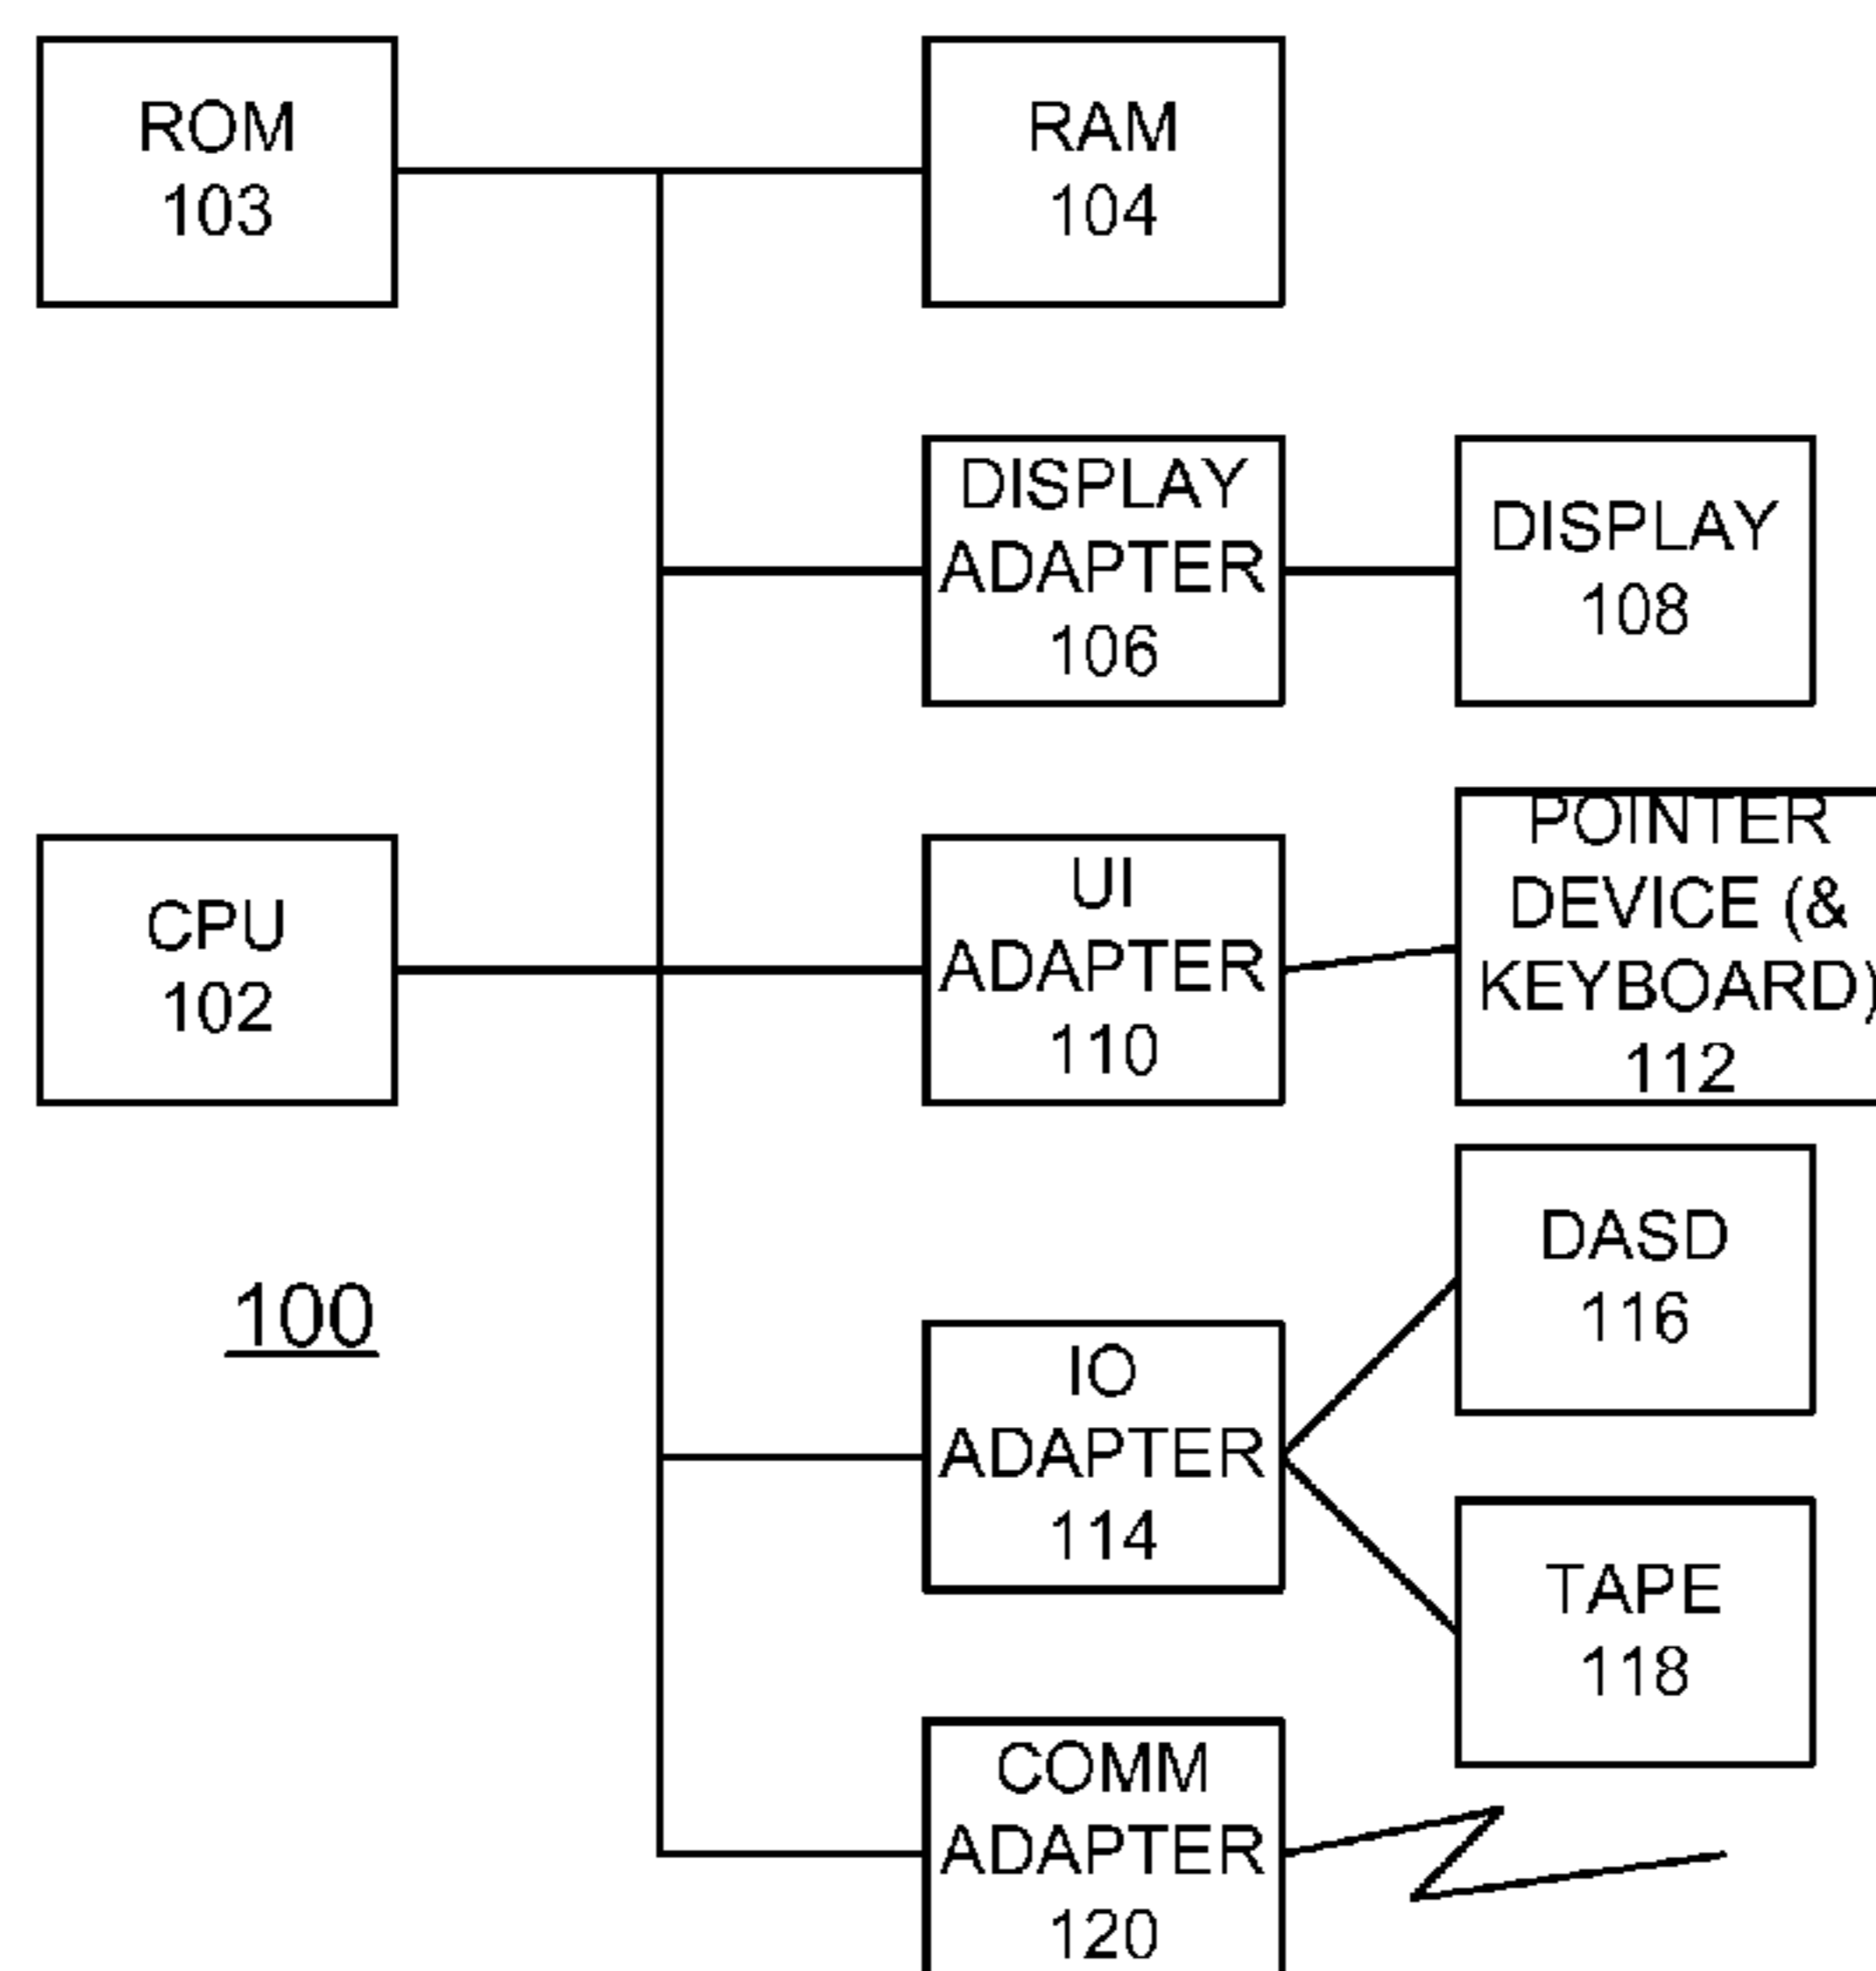 ROM
103
RAM
104
DISPLAY
ADAPTER
106
DISPLAY
108
CPU
102
UI
ADAPTER
110
POINTER
DEVICE (&
KEYBOARD)
112
100
IO
ADAPTER
114
DASD
116
TAPE
118
COMM
ADAPTER
120